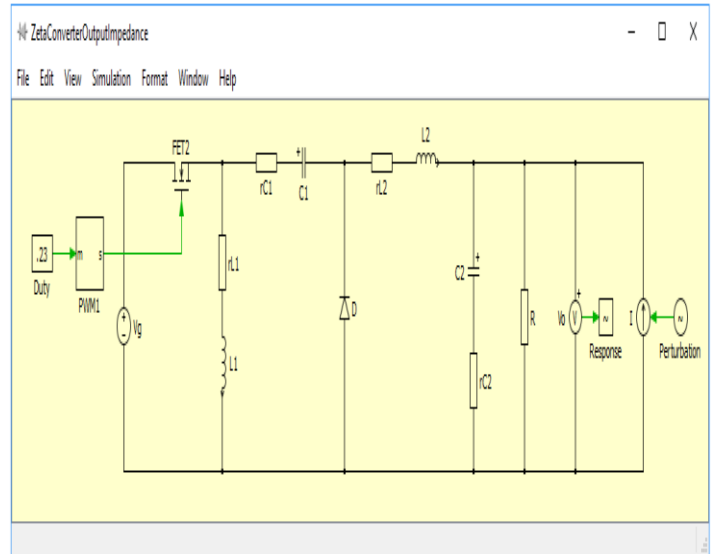 ZetaConverterOutputImpedance
File Edit View Simulation Format Window Help
L2
FET2
rC1
+
C1
rL2
.23
m s
Duty
PWM1
rL1
C2
+
+
-
Vg
D
R
+
Vo
V
~
Response
I
~
Perturbation
L1
rC2